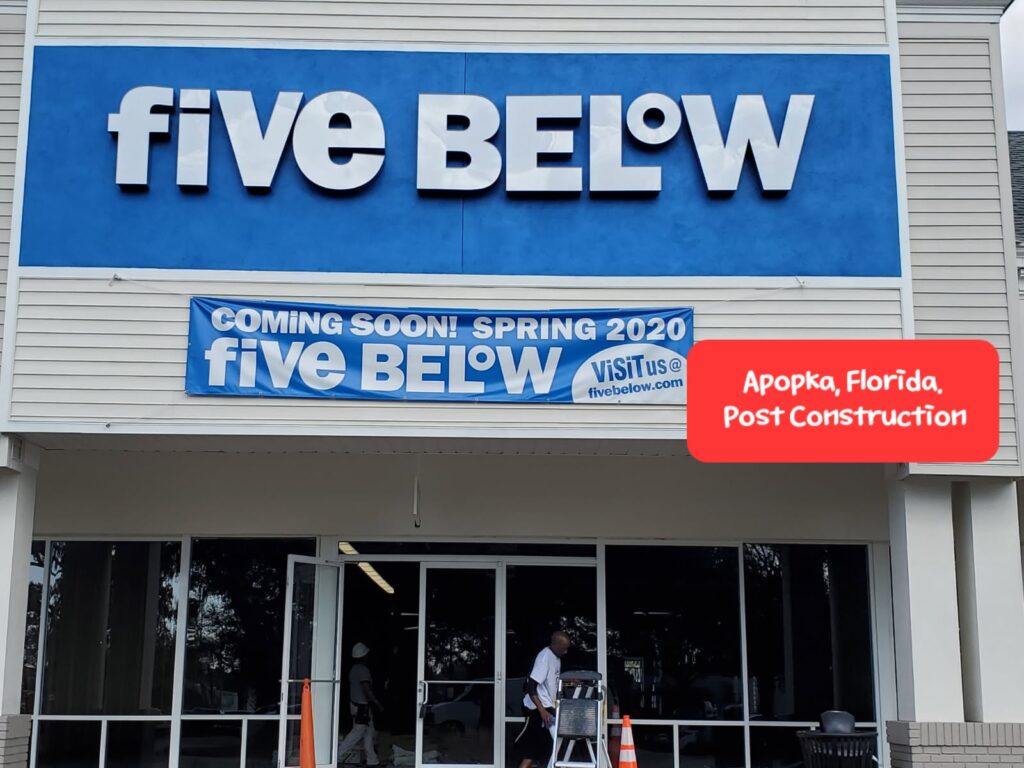 five BELOW
COMiNG SOON! SPRING 2020
five BELOW
ViSiT us@
fivebelow.com
Apopka, Florida.
Post Construction